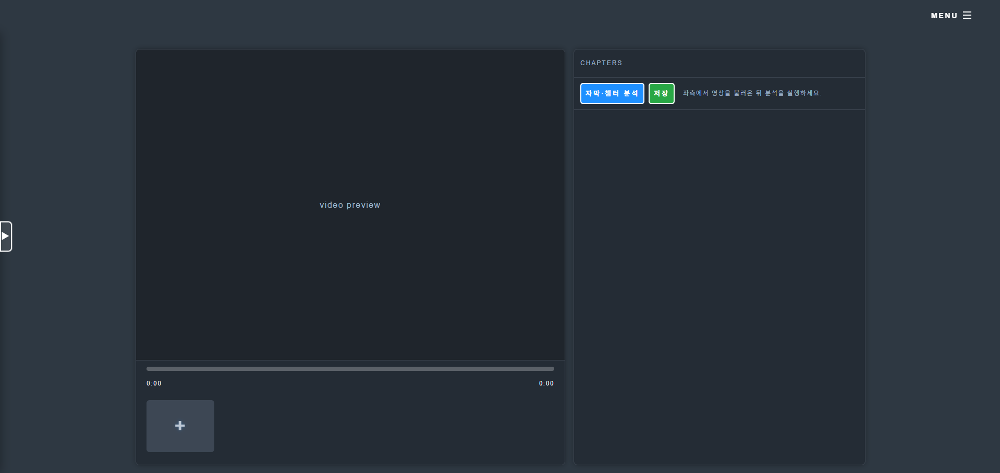 MENU
CHAPTERS
자막·챕터 분석
저장
좌측에서 영상을 불러온 뒤 분석을 실행하세요.
video preview
0:00
0:00
+